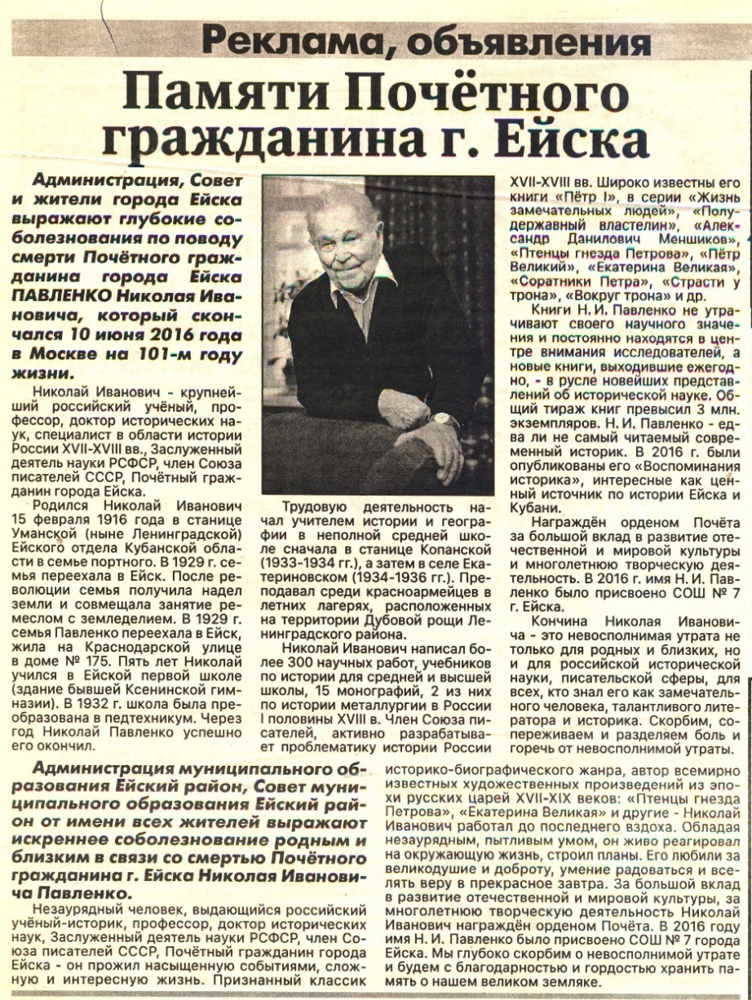 Реклама, объявления
Памяти Почётного
гражданина г. Ейска
Администрация, Совет
и жители города Ейска
выражают глубокие со-
болезнования по поводу
смерти Почётного граж-
данина города Ейска
ПАВЛЕНКО Николая Ива-
новича, который скон-
чался 10 июня 2016 года
в Москве на 101-м году
жизни.
Николай Иванович - крупней-
ший российский учёный, про-
фессор, доктор исторических на-
ук, специалист в области истории
России XVII-XVIII вв., Заслуженный
деятель науки РСФСР, член Союза
писателей СССР, Почётный граж-
данин города Ейска.
Родился Николай Иванович
15 февраля 1916 года в станице
Уманской (ныне Ленинградской)
Ейского отдела Кубанской обла-
сти в семье портного. В 1929 г. се-
мья переехала в Ейск. После ре-
волюции семья получила надел
земли и совмещала занятие ре-
меслом с земледелием. В 1929 г.
семья Павленко переехала в Ейск,
жила на Краснодарской улице
в доме № 175. Пять лет Николай
учился в Ейской первой школе
(здание бывшей Ксенинской гим-
назии). В 1932 г. школа была пре-
образована в педтехникум. Через
год Николай Павленко успешно
его окончил.
Трудовую деятельность на-
чал учителем истории и геогра-
фии в неполной средней шко-
ле сначала в станице Копанской
(1933-1934 гг.), а затем в селе Ека-
териновском (1934-1936 гг.). Пре-
подавал среди красноармейцев в
летних лагерях, расположенных
на территории Дубовой рощи Ле-
нинградского района.
Николай Иванович написал бо-
лее 300 научных работ, учебников
по истории для средней и высшей
школы, 15 монографий, 2 из них
по истории металлургии в России
I половины XVIII в. Член Союза пи-
сателей, активно разрабатыва-
ет проблематику истории России
XVII-XVIII вв. Широко известны его
книги «Пётр I», в серии «Жизнь
замечательных людей», «Полу-
державный властелин», «Алек-
сандр Данилович Меншиков»,
«Птенцы гнезда Петрова», «Пётр
Великий», «Екатерина Великая»,
«Соратники Петра», «Страсти у
трона», «Вокруг трона» и др.
Книги Н. И. Павленко не утра-
чивают своего научного значе-
ния и постоянно находятся в цен-
тре внимания исследователей, а
новые книги, выходившие ежегод-
но, - в русле новейших представ-
лений об исторической науке. Об-
щий тираж книг превысил 3 млн.
экземпляров. Н. И. Павленко - ед-
ва ли не самый читаемый совре-
менный историк. В 2016 г. были
опубликованы его «Воспоминания
историка», интересные как цен-
ный источник по истории Ейска и
Кубани.
Награждён орденом Почёта
за большой вклад в развитие оте-
чественной и мировой культуры
и многолетнюю творческую дея-
тельность. В 2016 г. имя Н. И. Пав-
ленко было присвоено СОШ № 7
г. Ейска.
Кончина Николая Иванови-
ча - это невосполнимая утрата не
только для родных и близких, но
и для российской исторической
науки, писательской сферы, для
всех, кто знал его как замечатель-
ного человека, талантливого лите-
ратора и историка. Скорбим, со-
переживаем и разделяем боль и
горечь от невосполнимой утраты.
Администрация муниципального об-
разования Ейский район, Совет муни-
ципального образования Ейский рай-
он от имени всех жителей выражают
искреннее соболезнование родным и
близким в связи со смертью Почётного
гражданина г. Ейска Николая Иванови-
ча Павленко.
Незаурядный человек, выдающийся российский
учёный-историк, профессор, доктор исторических
наук, Заслуженный деятель науки РСФСР, член Со-
юза писателей СССР, Почётный гражданин города
Ейска - он прожил насыщенную событиями, слож-
ную и интересную жизнь. Признанный классик
историко-биографического жанра, автор всемирно
известных художественных произведений из эпо-
хи русских царей XVII-XIX веков: «Птенцы гнезда
Петрова», «Екатерина Великая» и другие - Николай
Иванович работал до последнего вздоха. Обладая
незаурядным, пытливым умом, он живо реагировал
на окружающую жизнь, строил планы. Его любили за
великодушие и доброту, умение радоваться и все-
лять веру в прекрасное завтра. За большой вклад
в развитие отечественной и мировой культуры, за
многолетнюю творческую деятельность Николай
Иванович награждён орденом Почёта. В 2016 году
имя Н. И. Павленко было присвоено СОШ № 7 города
Ейска. Мы глубоко скорбим о невосполнимой утрате
и будем с благодарностью и гордостью хранить па-
мять о нашем великом земляке.